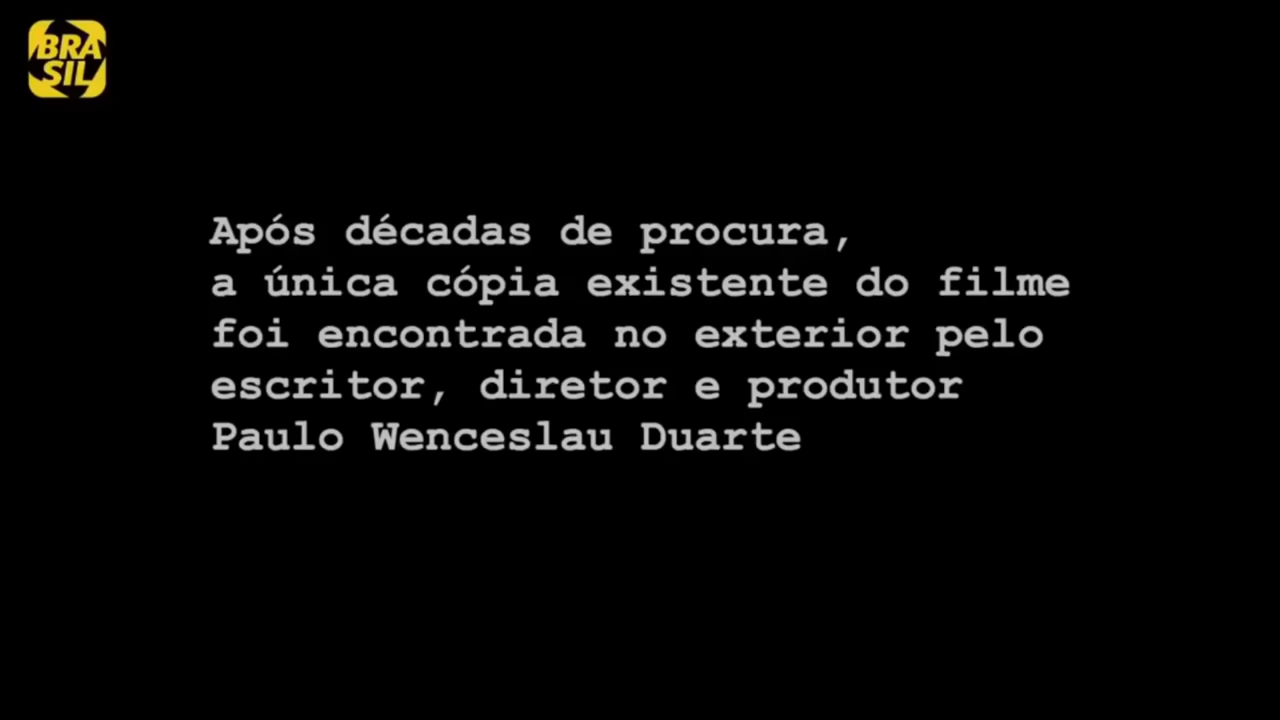 BRA
SIL
Após décadas de procura,
a única cópia existente do filme
foi encontrada no exterior pelo
escritor, diretor e produtor
Paulo Wenceslau Duarte